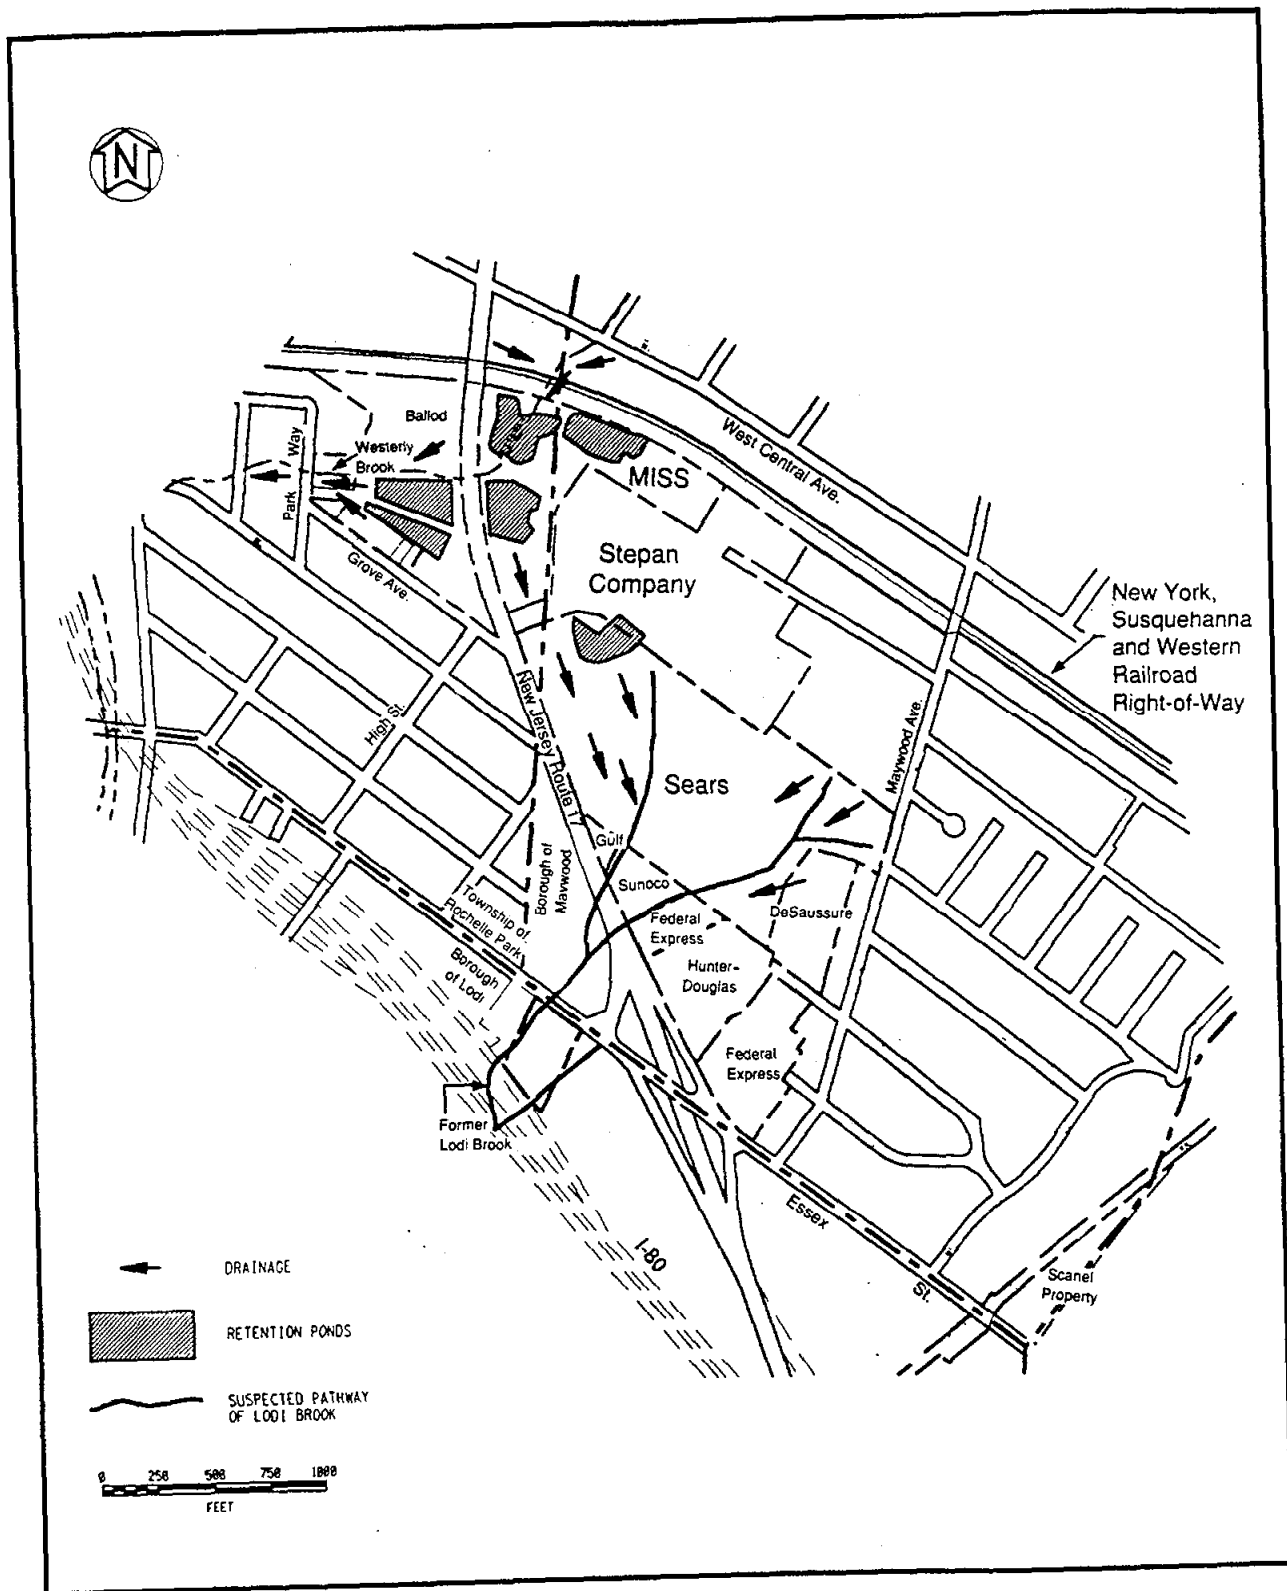 N
Ballod
Westerly
Brook
Park Way
Grove Ave.
MISS
West Central Ave.
Stepan
Company
New York,
Susquehanna
and Western
Railroad
Right-of-Way
High St.
New Jersey Route 17
Maywood Ave.
Sears
Gulf
Sunoco
Borough of
Maywood
Township of
Rochelle Park
Borough
of Lodi
Federal
Express
DeSaussure
Hunter-
Douglas
Federal
Express
Former
Lodi Brook
Essex St.
I-80
Scanel
Property
DRAINAGE
RETENTION PONDS
SUSPECTED PATHWAY
OF LODI BROOK
0 250 500 750 1000
FEET